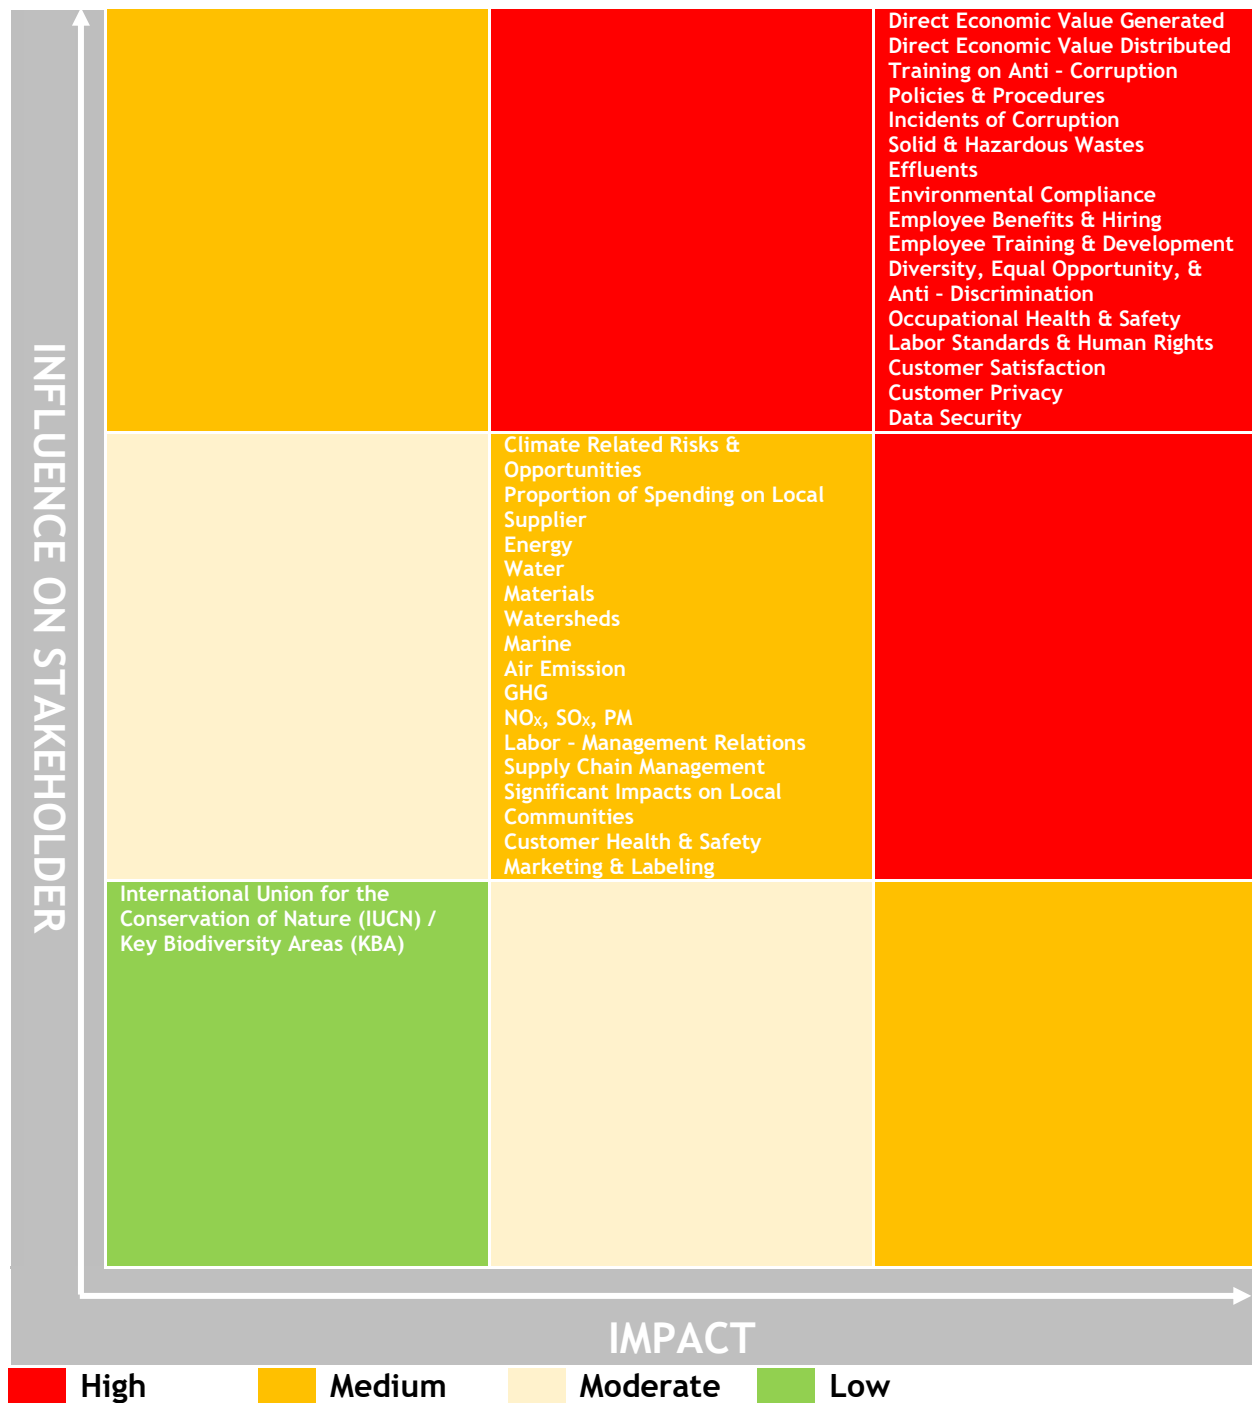 Direct Economic Value Generated
Direct Economic Value Distributed
Training on Anti – Corruption
Policies & Procedures
Incidents of Corruption
Solid & Hazardous Wastes
Effluents
Environmental Compliance
Employee Benefits & Hiring
Employee Training & Development
Diversity, Equal Opportunity, &
Anti – Discrimination
Occupational Health & Safety
Labor Standards & Human Rights
Customer Satisfaction
Customer Privacy
Data Security
INFLUENCE ON STAKEHOLDER
Climate Related Risks &
Opportunities
Proportion of Spending on Local
Supplier
Energy
Water
Materials
Watersheds
Marine
Air Emission
GHG
NOx, SOx, PM
Labor – Management Relations
Supply Chain Management
Significant Impacts on Local
Communities
Customer Health & Safety
Marketing & Labeling
International Union for the
Conservation of Nature (IUCN) /
Key Biodiversity Areas (KBA)
IMPACT
High
Medium
Moderate
Low